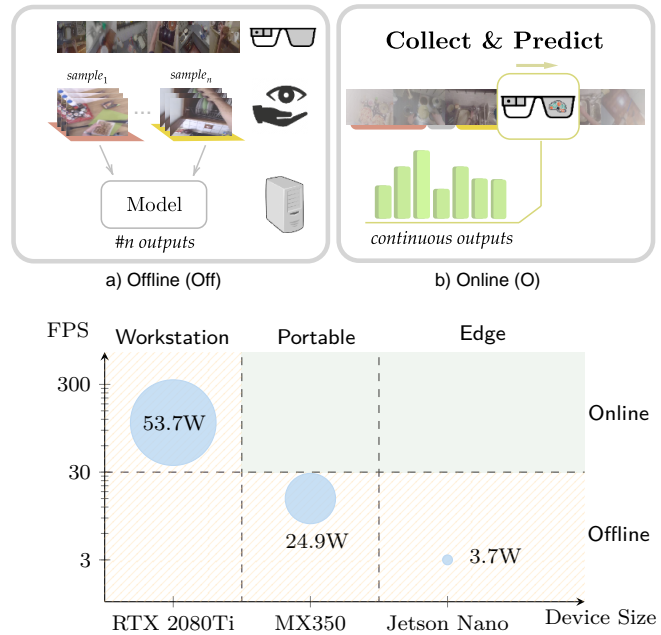 Collect & Predict
sample1
samplen
...
Model
#n outputs
continuous outputs
a) Offline (Off)
b) Online (O)
FPS
Workstation
Portable
Edge
300
53.7W
Online
30
24.9W
Offline
3
3.7W
RTX 2080Ti
MX350
Jetson Nano
Device Size